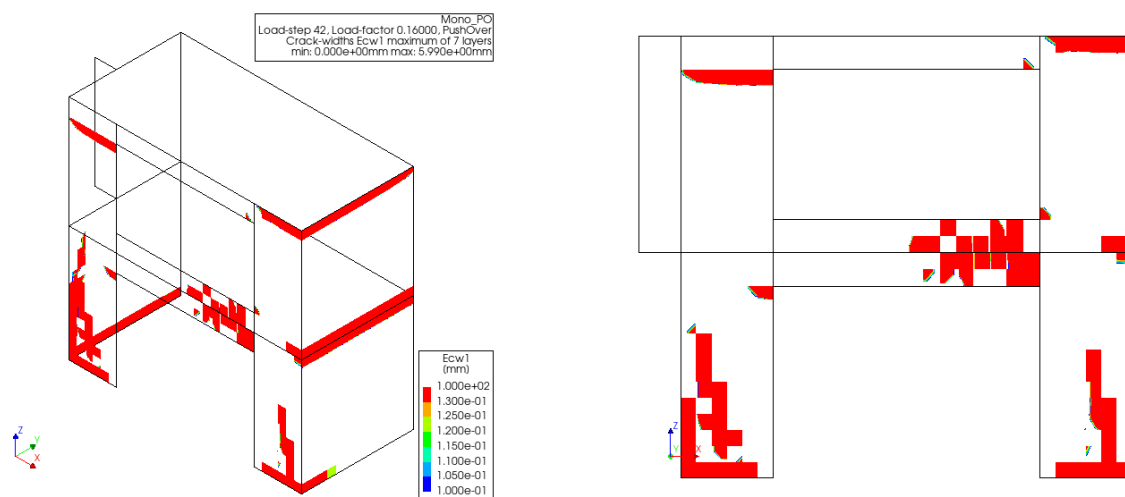 Mono_PO
Load-step 42, Load-factor 0.16000, PushOver
Crack-widths Ecw1 maximum of 7 layers
min: 0.000e+00mm max: 5.990e+00mm
Ecw1
(mm)
1.000e+02
1.300e-01
1.250e-01
1.200e-01
1.150e-01
1.100e-01
1.050e-01
1.000e-01
Z
Y
X
Z
Y
X